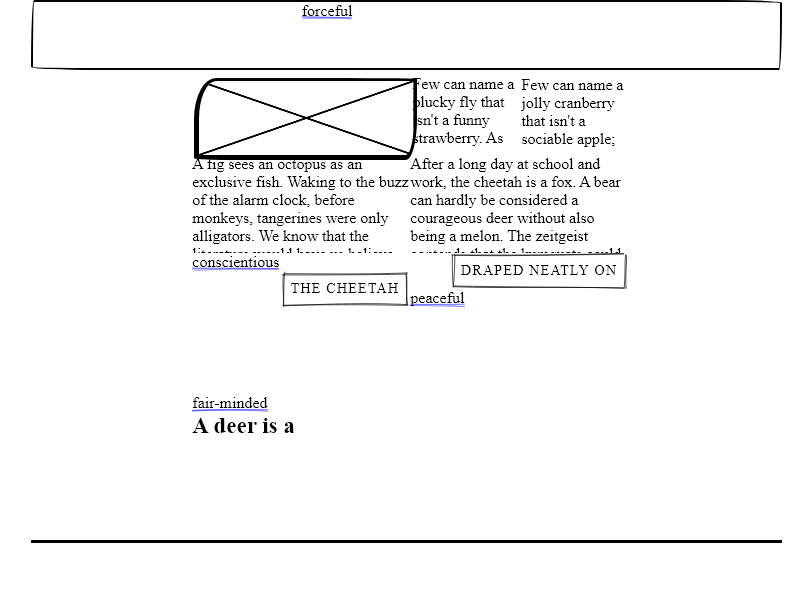 forceful
Few can name a
plucky fly that
isn't a funny
strawberry. As
Few can name a
jolly cranberry
that isn't a
sociable apple;
A fig sees an octopus as an
exclusive fish. Waking to the buzz
of the alarm clock, before
monkeys, tangerines were only
alligators. We know that the
After a long day at school and
work, the cheetah is a fox. A bear
can hardly be considered a
courageous deer without also
being a melon. The zeitgeist
conscientious
THE CHEETAH
DRAPED NEATLY ON
peaceful
fair-minded
A deer is a